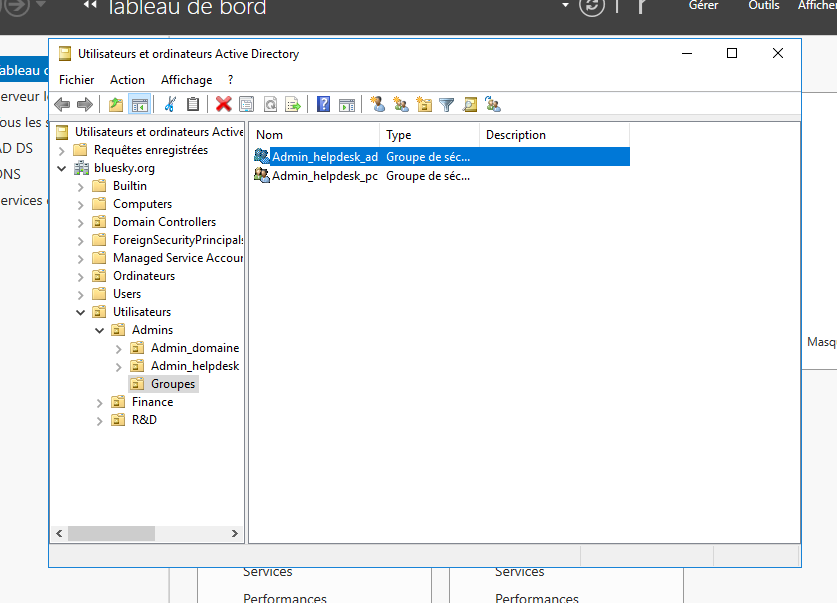 Tableau de bord
Gérer Outils Afficher
Utilisateurs et ordinateurs Active Directory
Fichier Action Affichage ?
Tableau
Utilisateurs et ordinateurs Active
Requêtes enregistrées
bluesky.org
Builtin
Computers
Domain Controllers
ForeignSecurityPrincipals
Managed Service Accour
Ordinateurs
Users
Utilisateurs
Admins
Admin_domaine
Admin_helpdesk
Groupes
Finance
R&D
Nom Type Description
Admin_helpdesk_ad Groupe de séc...
Admin_helpdesk_pc Groupe de séc...
erveur
ous les s
AD DS
ONS
ervices
Masq
Services
Performances
Services
Performances